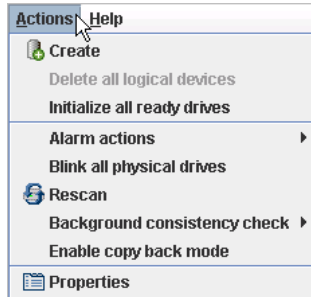 Actions Help
Create
Delete all logical devices
Initialize all ready drives
Alarm actions
Blink all physical drives
Rescan
Background consistency check
Enable copy back mode
Properties